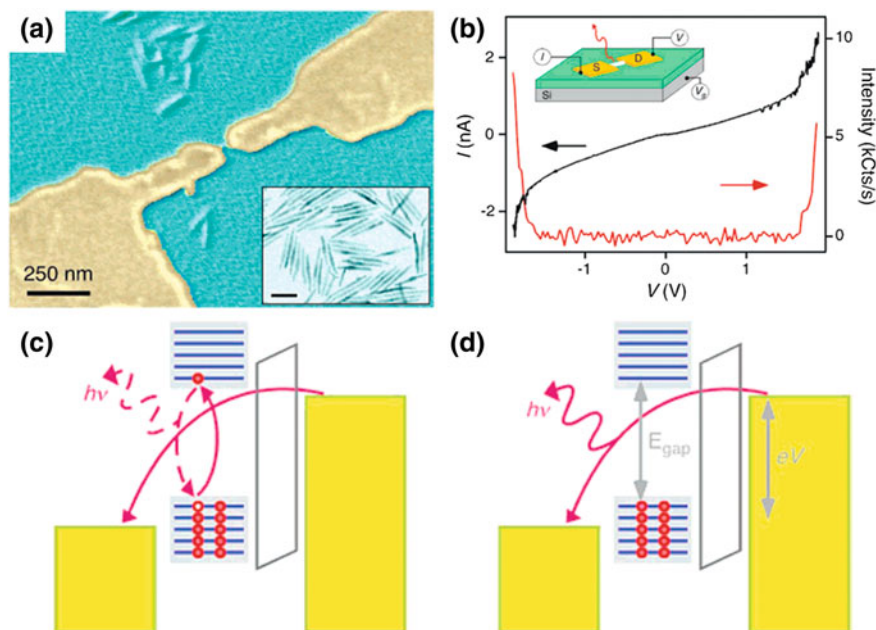 (a)
250 nm
(b)
I (nA)
2
0
-2
-1
0
1
V (V)
10
5
0
Intensity (kCts/s)
I
S
D
V
Si
Vg
(c)
hν
(d)
hν
Egap
eV